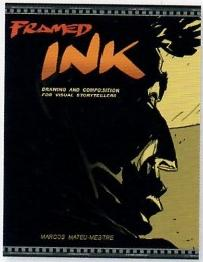 FRAMED
INK
DRAWING AND COMPOSITION
FOR VISUAL STORYTELLERS
MARCOS MATEU-MESTRE